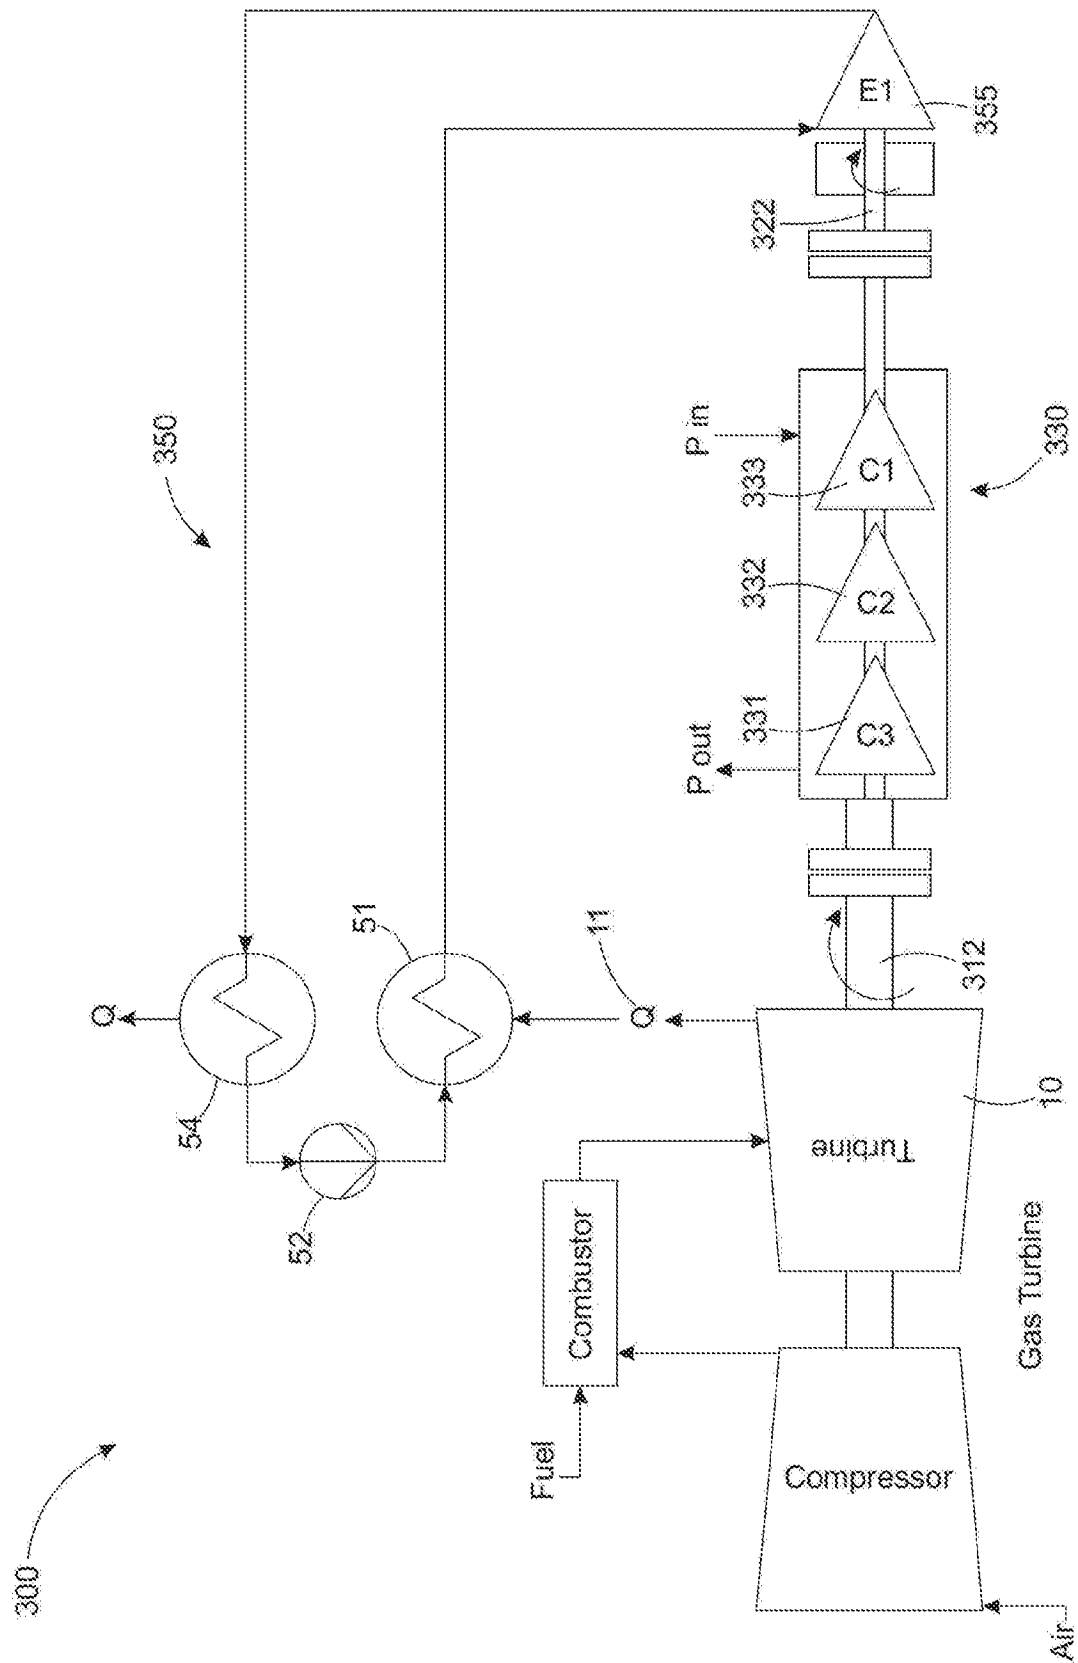 300
350
Q
54
52
51
11
Q
Fuel
Combustor
Air
Compressor
Turbine
Gas Turbine
10
312
P out
P in
331
332
333
C3
C2
C1
330
322
E1
355